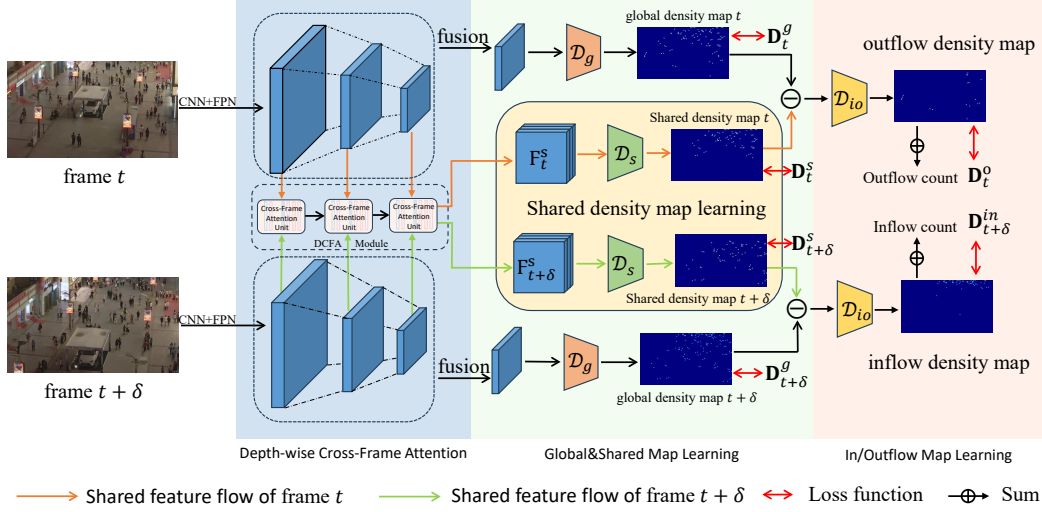 frame t
CNN+FPN
fusion
Cross-Frame
Attention
Unit
Cross-Frame
Attention
Unit
Cross-Frame
Attention
Unit
DCFA Module
CNN+FPN
frame t + δ
fusion
Depth-wise Cross-Frame Attention
global density map t
𝒟_g
D_t^g
Shared density map t
F_t^s
𝒟_s
D_t^s
Shared density map learning
F_{t+δ}^s
𝒟_s
D_{t+δ}^s
Shared density map t + δ
𝒟_g
D_{t+δ}^g
global density map t + δ
Global&Shared Map Learning
outflow density map
𝒟_io
Outflow count
D_t^o
Inflow count
D_{t+δ}^{in}
𝒟_io
inflow density map
In/Outflow Map Learning
Shared feature flow of frame t
Shared feature flow of frame t + δ
Loss function
Sum